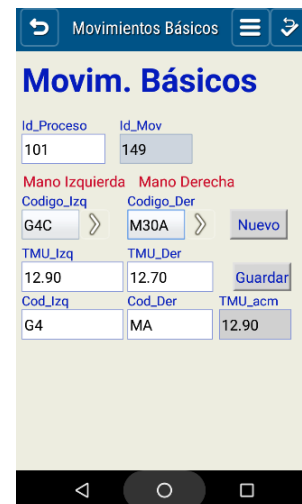 Movimientos Básicos
Movim. Básicos
Id_Proceso Id_Mov
101 149
Mano Izquierda Mano Derecha
Codigo_Izq Codigo_Der
G4C M30A Nuevo
TMU_Izq TMU_Der
12.90 12.70 Guardar
Cod_Izq Cod_Der TMU_acm
G4 MA 12.90